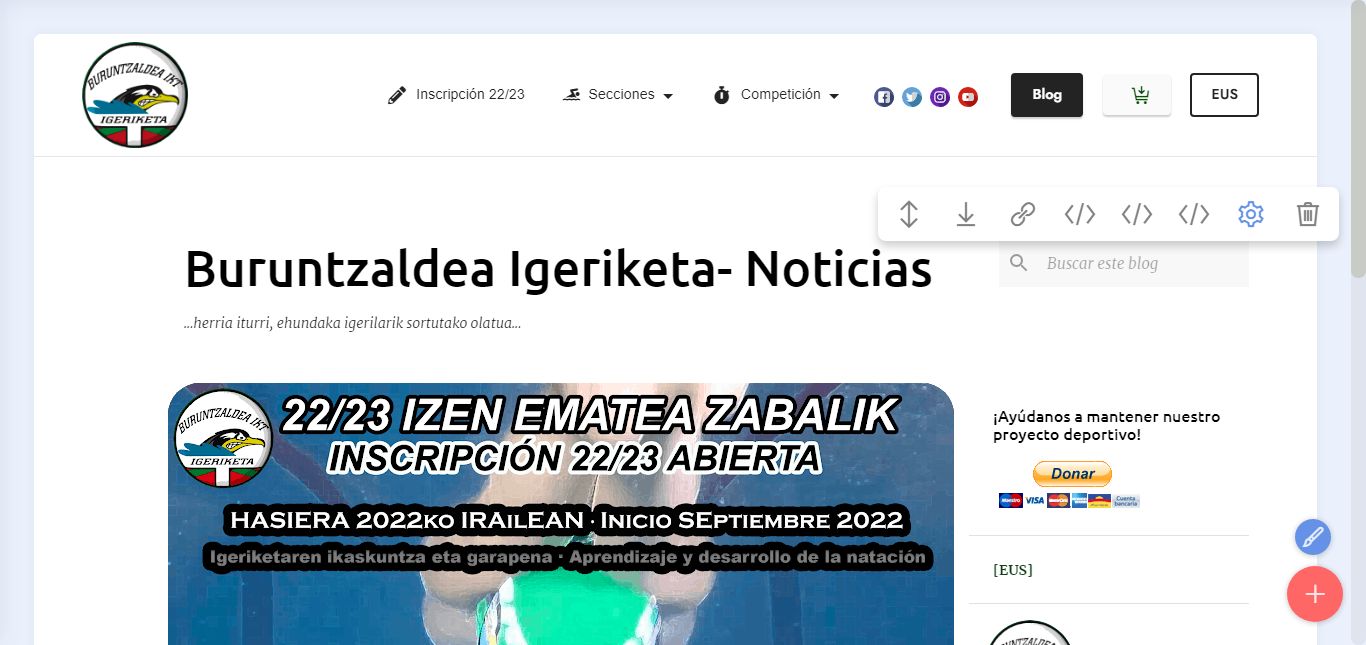 BURUNTZALDEA IKT
IGERIKETA
Inscripción 22/23
Secciones
Competición
Blog
EUS
Buruntzaldea Igeriketa- Noticias
Buscar este blog
...herria iturri, ehundaka igerilarik sortutako olatua...
BURUNTZALDEA IKT
IGERIKETA
22/23 IZEN EMATEA ZABALIK
INSCRIPCIÓN 22/23 ABIERTA
HASIERA 2022KO IRAilEAN · INICIO SEPTIEMBRE 2022
Igeriketaren ikaskuntza eta garapena · Aprendizaje y desarrollo de la natación
¡Ayúdanos a mantener nuestro
proyecto deportivo!
Donar
Maestro VISA MasterCard Cuenta bancaria
[EUS]